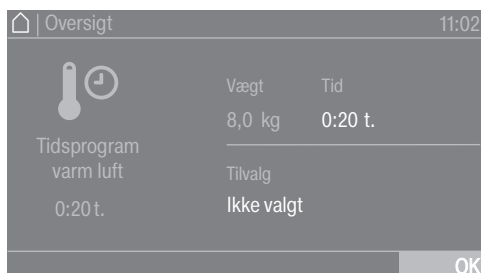 | Oversigt 11:02
Tidsprogram
varm luft
0:20 t.
Vægt Tid
8,0 kg 0:20 t.
Tilvalg
Ikke valgt
OK